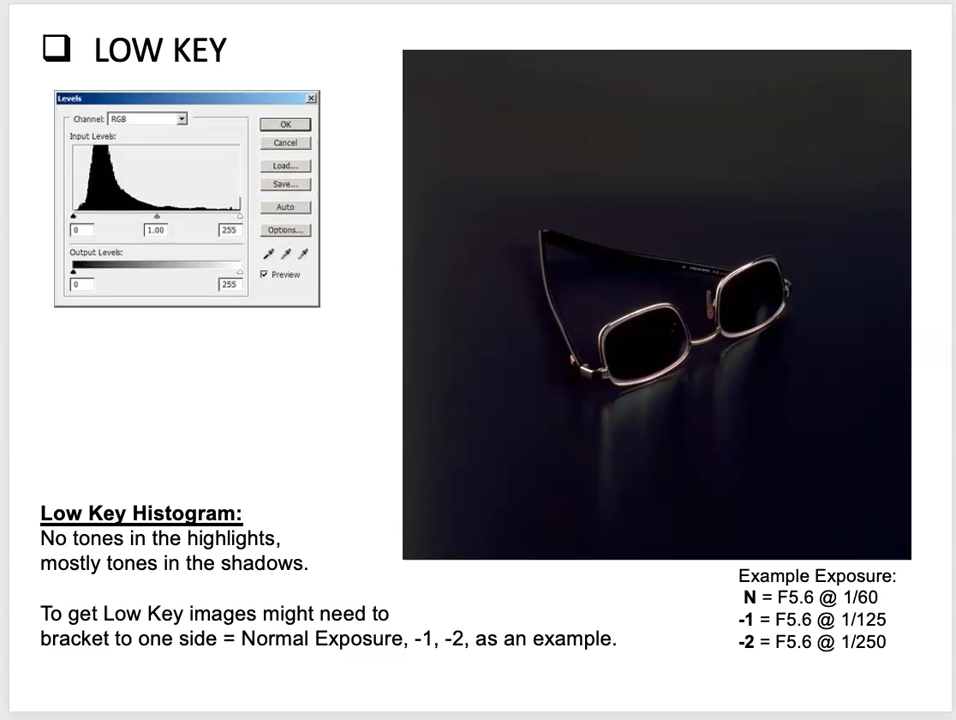 LOW KEY
Levels
Channel: RGB
OK
Input Levels:
Cancel
Load...
Save...
Auto
0 1.00 255
Options...
Output Levels:
Preview
0 255
Low Key Histogram:
No tones in the highlights,
mostly tones in the shadows.
To get Low Key images might need to
bracket to one side = Normal Exposure, -1, -2, as an example.
Example Exposure:
N = F5.6 @ 1/60
-1 = F5.6 @ 1/125
-2 = F5.6 @ 1/250